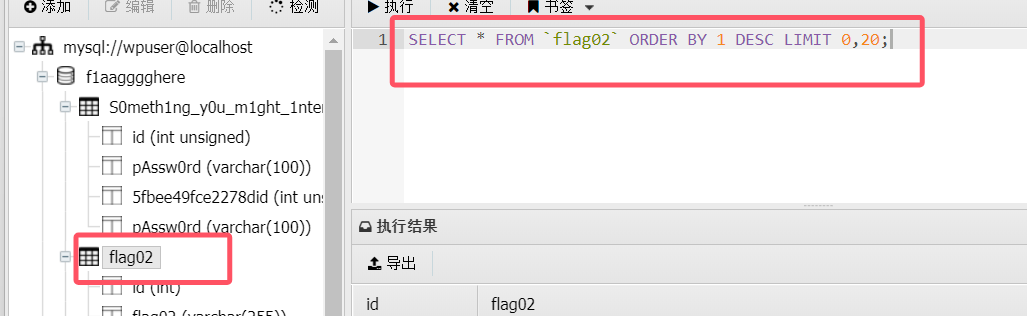 添加 编辑 删除 检测
mysql://wpuser@localhost
f1aagggghere
S0meth1ng_y0u_m1ght_1nter
id (int unsigned)
pAssw0rd (varchar(100))
5fbee49fce2278did (int uns
pAssw0rd (varchar(100))
flag02
id (int)
flag02 (varchar(255))
执行 清空 书签
1 SELECT * FROM `flag02` ORDER BY 1 DESC LIMIT 0,20;
执行结果
导出
id flag02